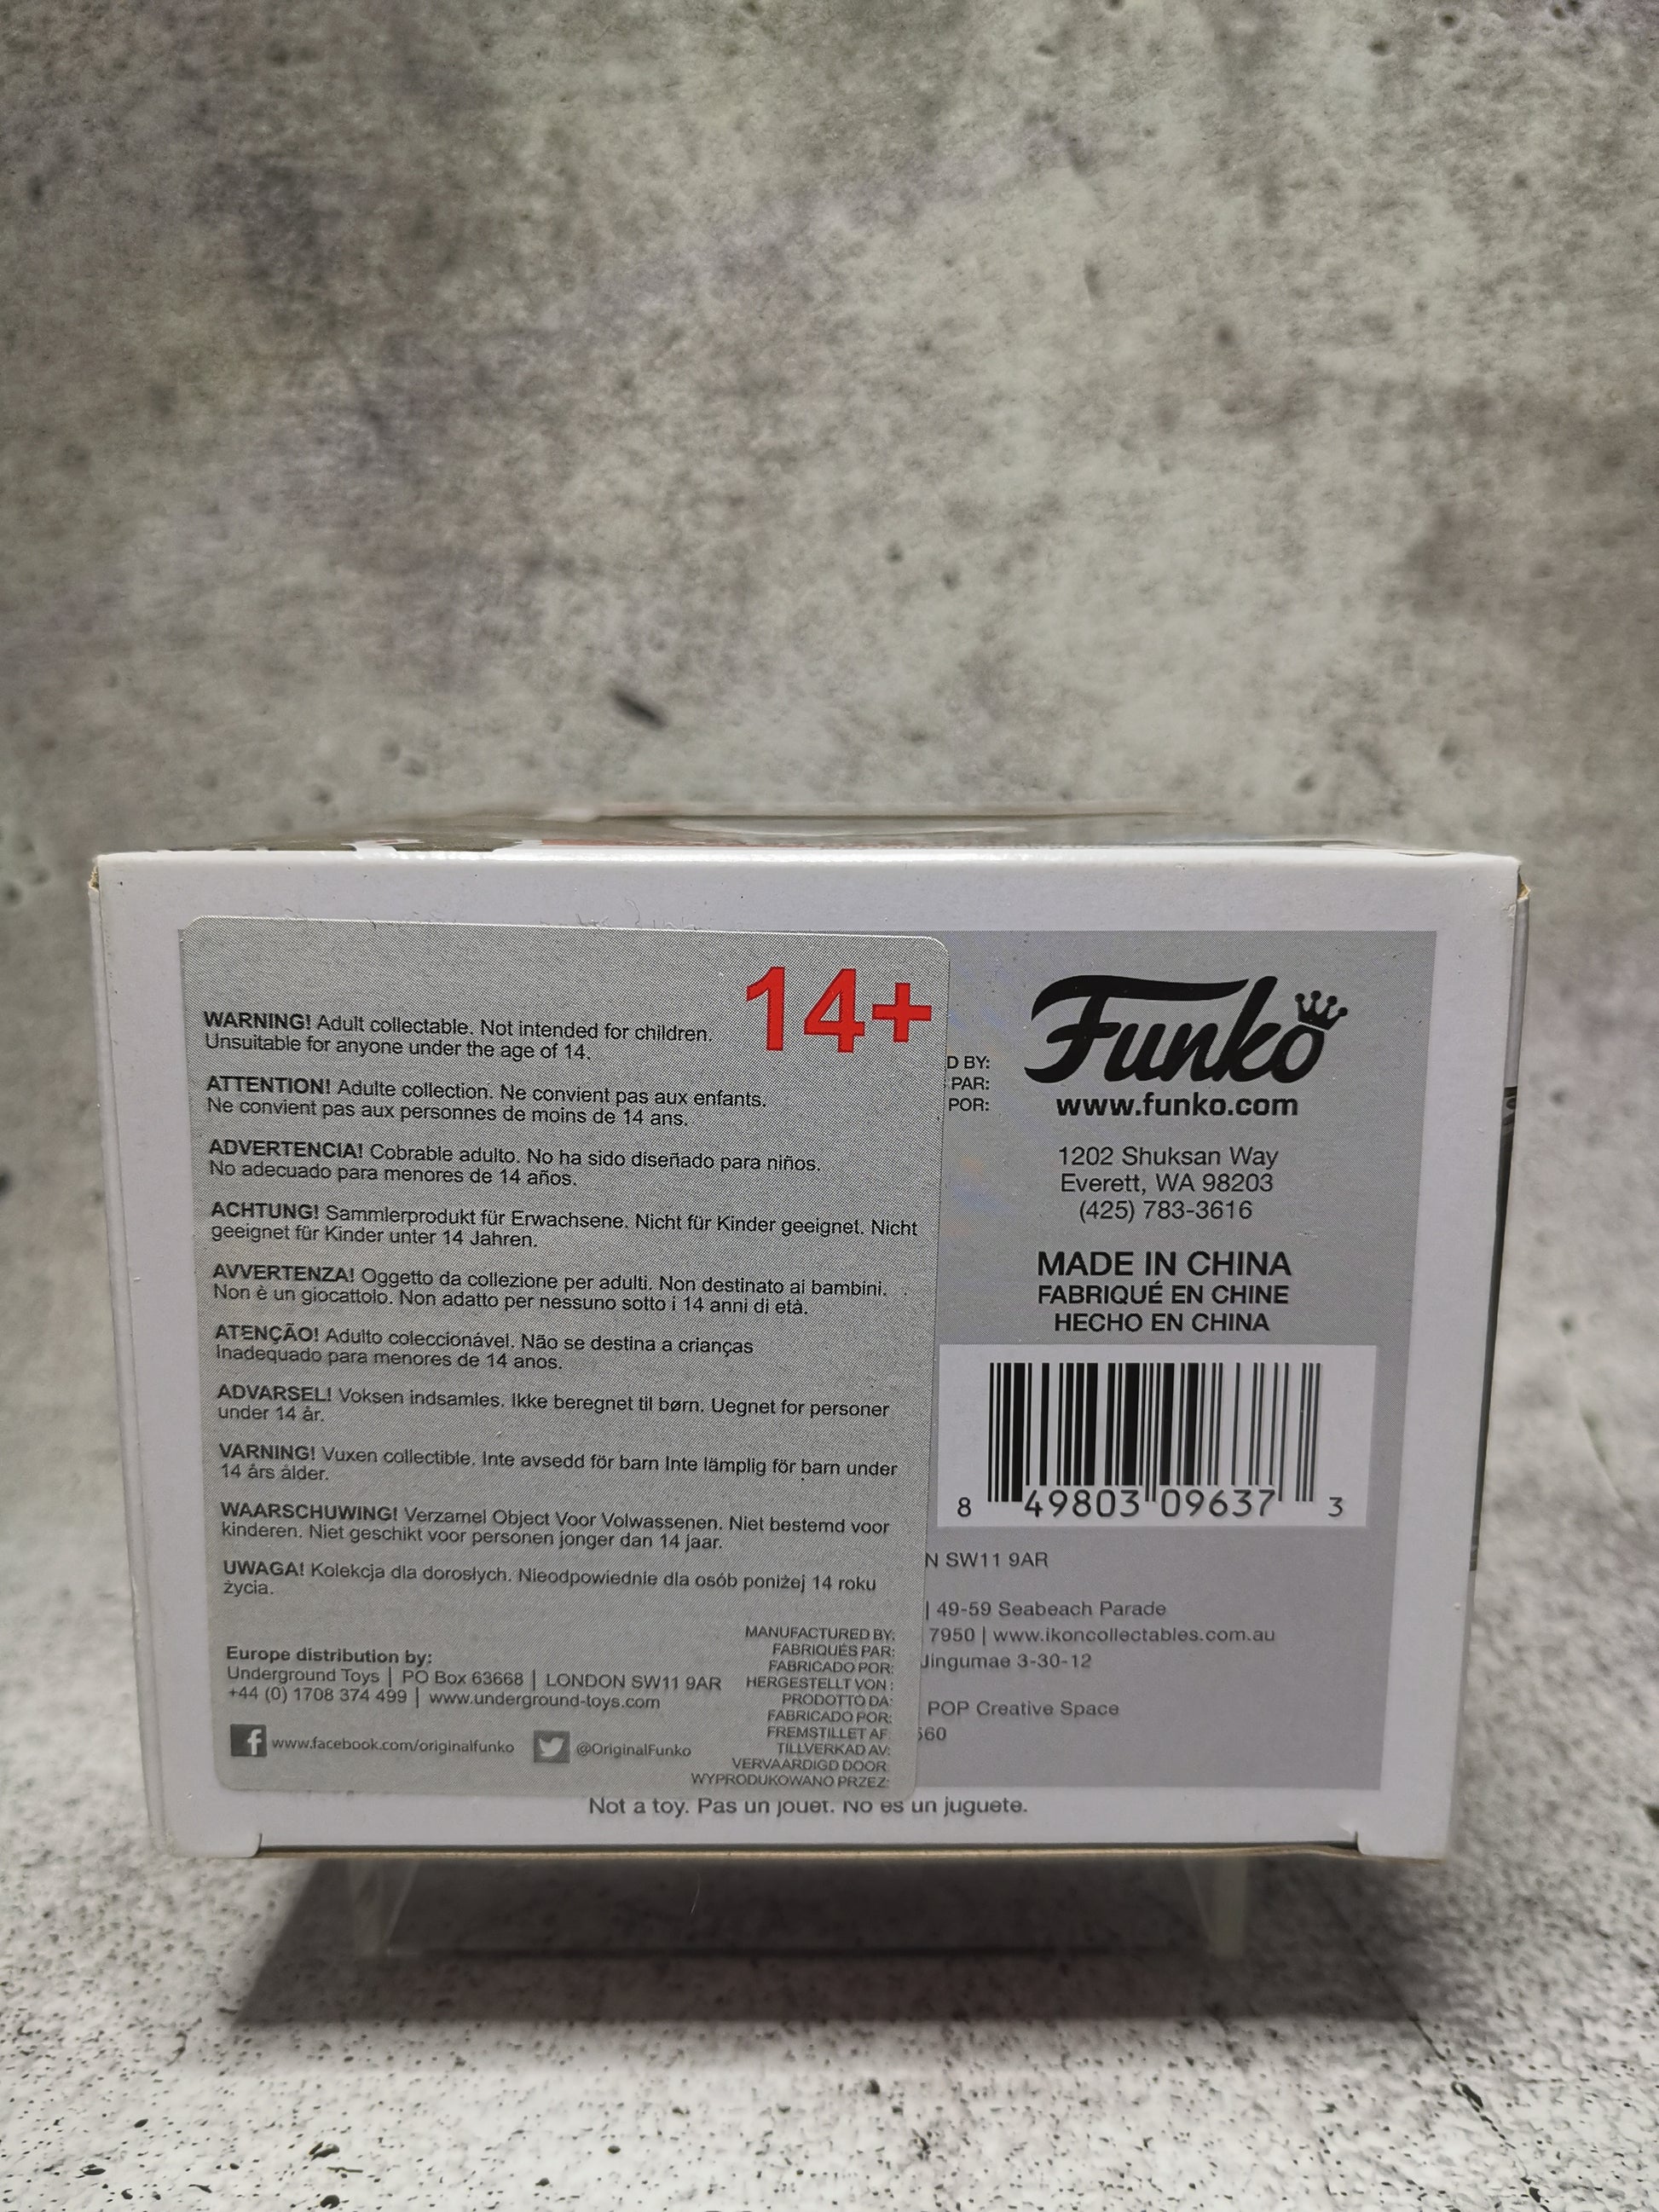 14+
WARNING! Adult collectable. Not intended for children.
Unsuitable for anyone under the age of 14.
ATTENTION! Adulte collection. Ne convient pas aux enfants.
Ne convient pas aux personnes de moins de 14 ans.
ADVERTENCIA! Cobrable adulto. No ha sido diseñado para niños.
No adecuado para menores de 14 años.
ACHTUNG! Sammlerprodukt für Erwachsene. Nicht für Kinder geeignet. Nicht
geeignet für Kinder unter 14 Jahren.
AVVERTENZA! Oggetto da collezione per adulti. Non destinato ai bambini.
Non è un giocattolo. Non adatto per nessuno sotto i 14 anni di età.
ATENÇÃO! Adulto coleccionável. Não se destina a crianças
Inadequado para menores de 14 anos.
ADVARSEL! Voksen indsamles. Ikke beregnet til børn. Uegnet for personer
under 14 år.
VARNING! Vuxen collectible. Inte avsedd för barn Inte lämplig för barn under
14 års ålder.
WAARSCHUWING! Verzamel Object Voor Volwassenen. Niet bestemd voor
kinderen. Niet geschikt voor personen jonger dan 14 jaar.
UWAGA! Kolekcja dla dorosłych. Nieodpowiednie dla osób poniżej 14 roku
życia.
Europe distribution by:
Underground Toys | PO Box 63668 | LONDON SW11 9AR
+44 (0) 1708 374 499 | www.underground-toys.com
f www.facebook.com/originalfunko @OriginalFunko
MANUFACTURED BY:
FABRIQUÉS PAR:
FABRICADO POR:
HERGESTELLT VON :
PRODOTTO DA:
FABRICADO POR:
FREMSTILLET AF
TILLVERKAD AV:
VERVAARDIGD DOOR
WYPRODUKOWANO PRZEZ:
D BY:
PAR:
POR:
Funko
www.funko.com
1202 Shuksan Way
Everett, WA 98203
(425) 783-3616
MADE IN CHINA
FABRIQUÉ EN CHINE
HECHO EN CHINA
8 49803 09637 3
N SW11 9AR
| 49-59 Seabeach Parade
7950 | www.ikoncollectables.com.au
Jingumae 3-30-12
POP Creative Space
560
Not a toy. Pas un jouet. No es un juguete.